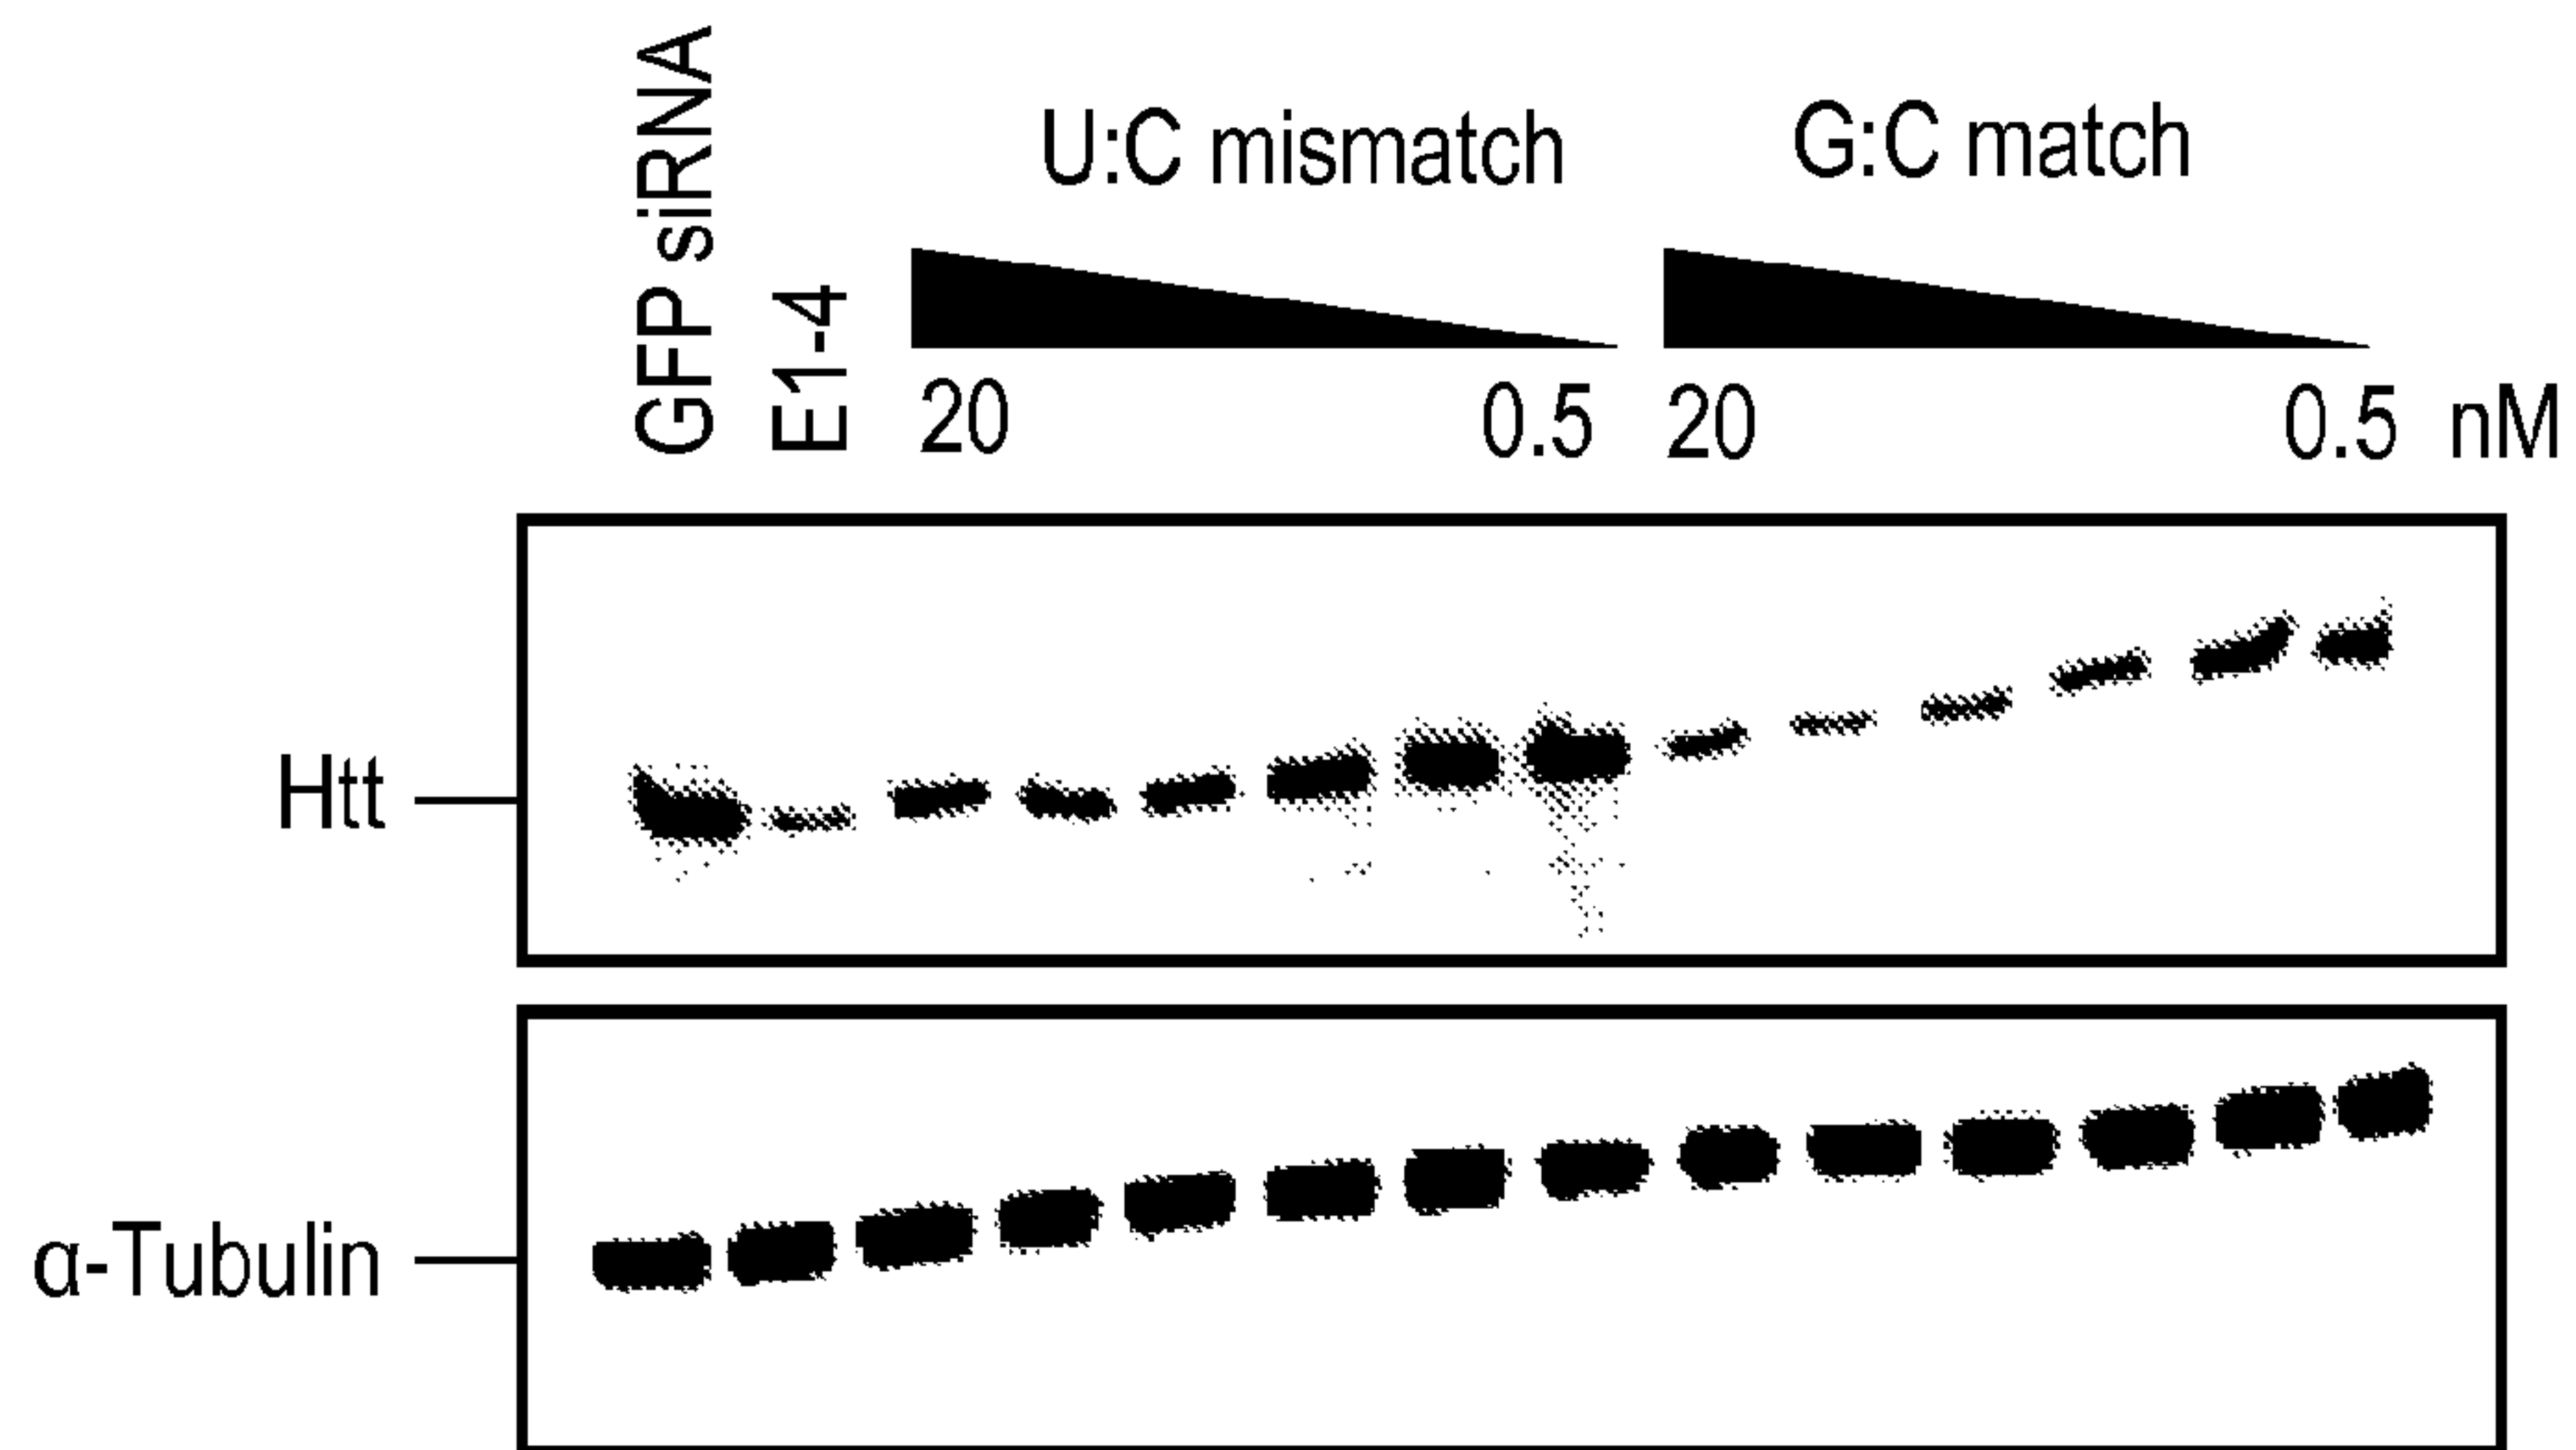 GFP siRNA
E1-4
U:C mismatch
G:C match
20
0.5
20
0.5 nM
Htt
α-Tubulin